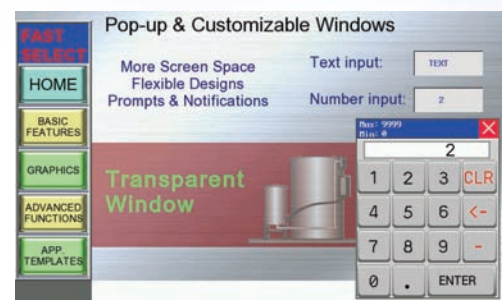 Pop-up & Customizable Windows
FAST
SELECT
HOME
BASIC
FEATURES
GRAPHICS
ADVANCED
FUNCTIONS
APP.
TEMPLATES
More Screen Space
Flexible Designs
Prompts & Notifications
Text input:
TEXT
Number input:
2
Transparent
Window
Max: 9999
Min: 0
X
2
1 2 3 CLR
4 5 6 <-
7 8 9 -
0 . ENTER